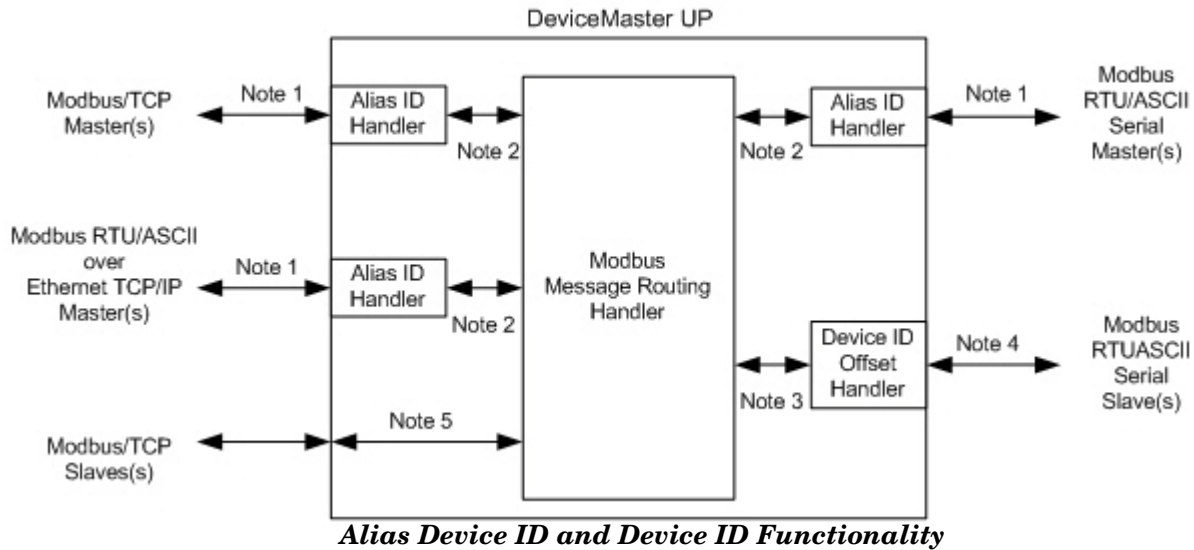 DeviceMaster UP
Modbus/TCP
Master(s)
Note 1
Alias ID
Handler
Note 2
Modbus RTU/ASCII
over
Ethernet TCP/IP
Master(s)
Note 1
Alias ID
Handler
Note 2
Modbus/TCP
Slaves(s)
Note 5
Modbus
Message Routing
Handler
Note 2
Alias ID
Handler
Note 1
Modbus
RTU/ASCII
Serial
Master(s)
Note 3
Device ID
Offset
Handler
Note 4
Modbus
RTUASCII
Serial
Slave(s)
Alias Device ID and Device ID Functionality